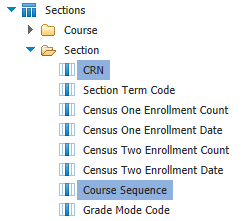 Sections
Course
Section
CRN
Section Term Code
Census One Enrollment Count
Census One Enrollment Date
Census Two Enrollment Count
Census Two Enrollment Date
Course Sequence
Grade Mode Code